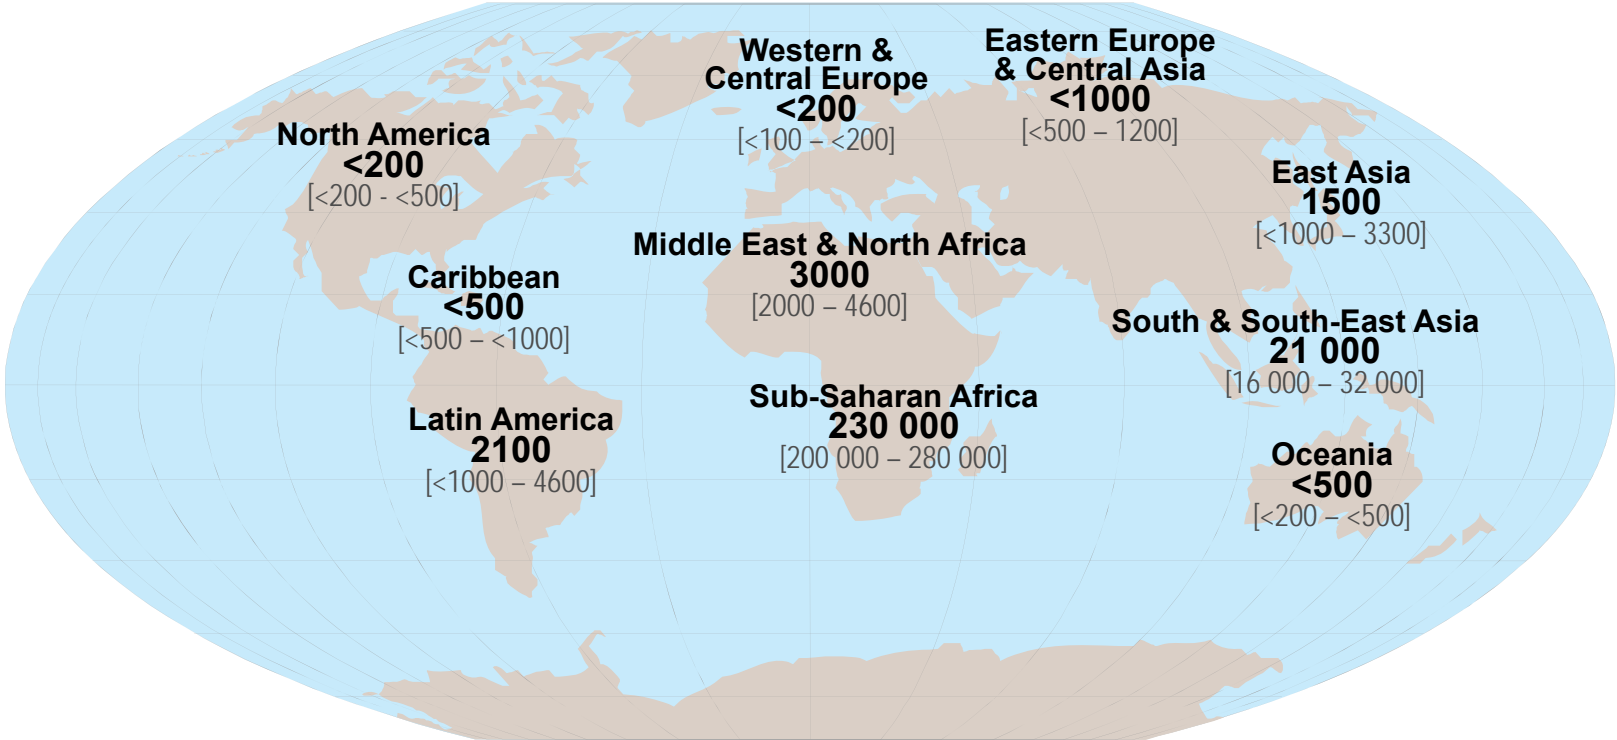 Western &
Central Europe
<200
[<100 – <200]
Eastern Europe
& Central Asia
<1000
[<500 – 1200]
North America
<200
[<200 - <500]
East Asia
1500
[<1000 – 3300]
Middle East & North Africa
3000
[2000 – 4600]
Caribbean
<500
[<500 – <1000]
South & South-East Asia
21 000
[16 000 – 32 000]
Sub-Saharan Africa
230 000
[200 000 – 280 000]
Latin America
2100
[<1000 – 4600]
Oceania
<500
[<200 – <500]